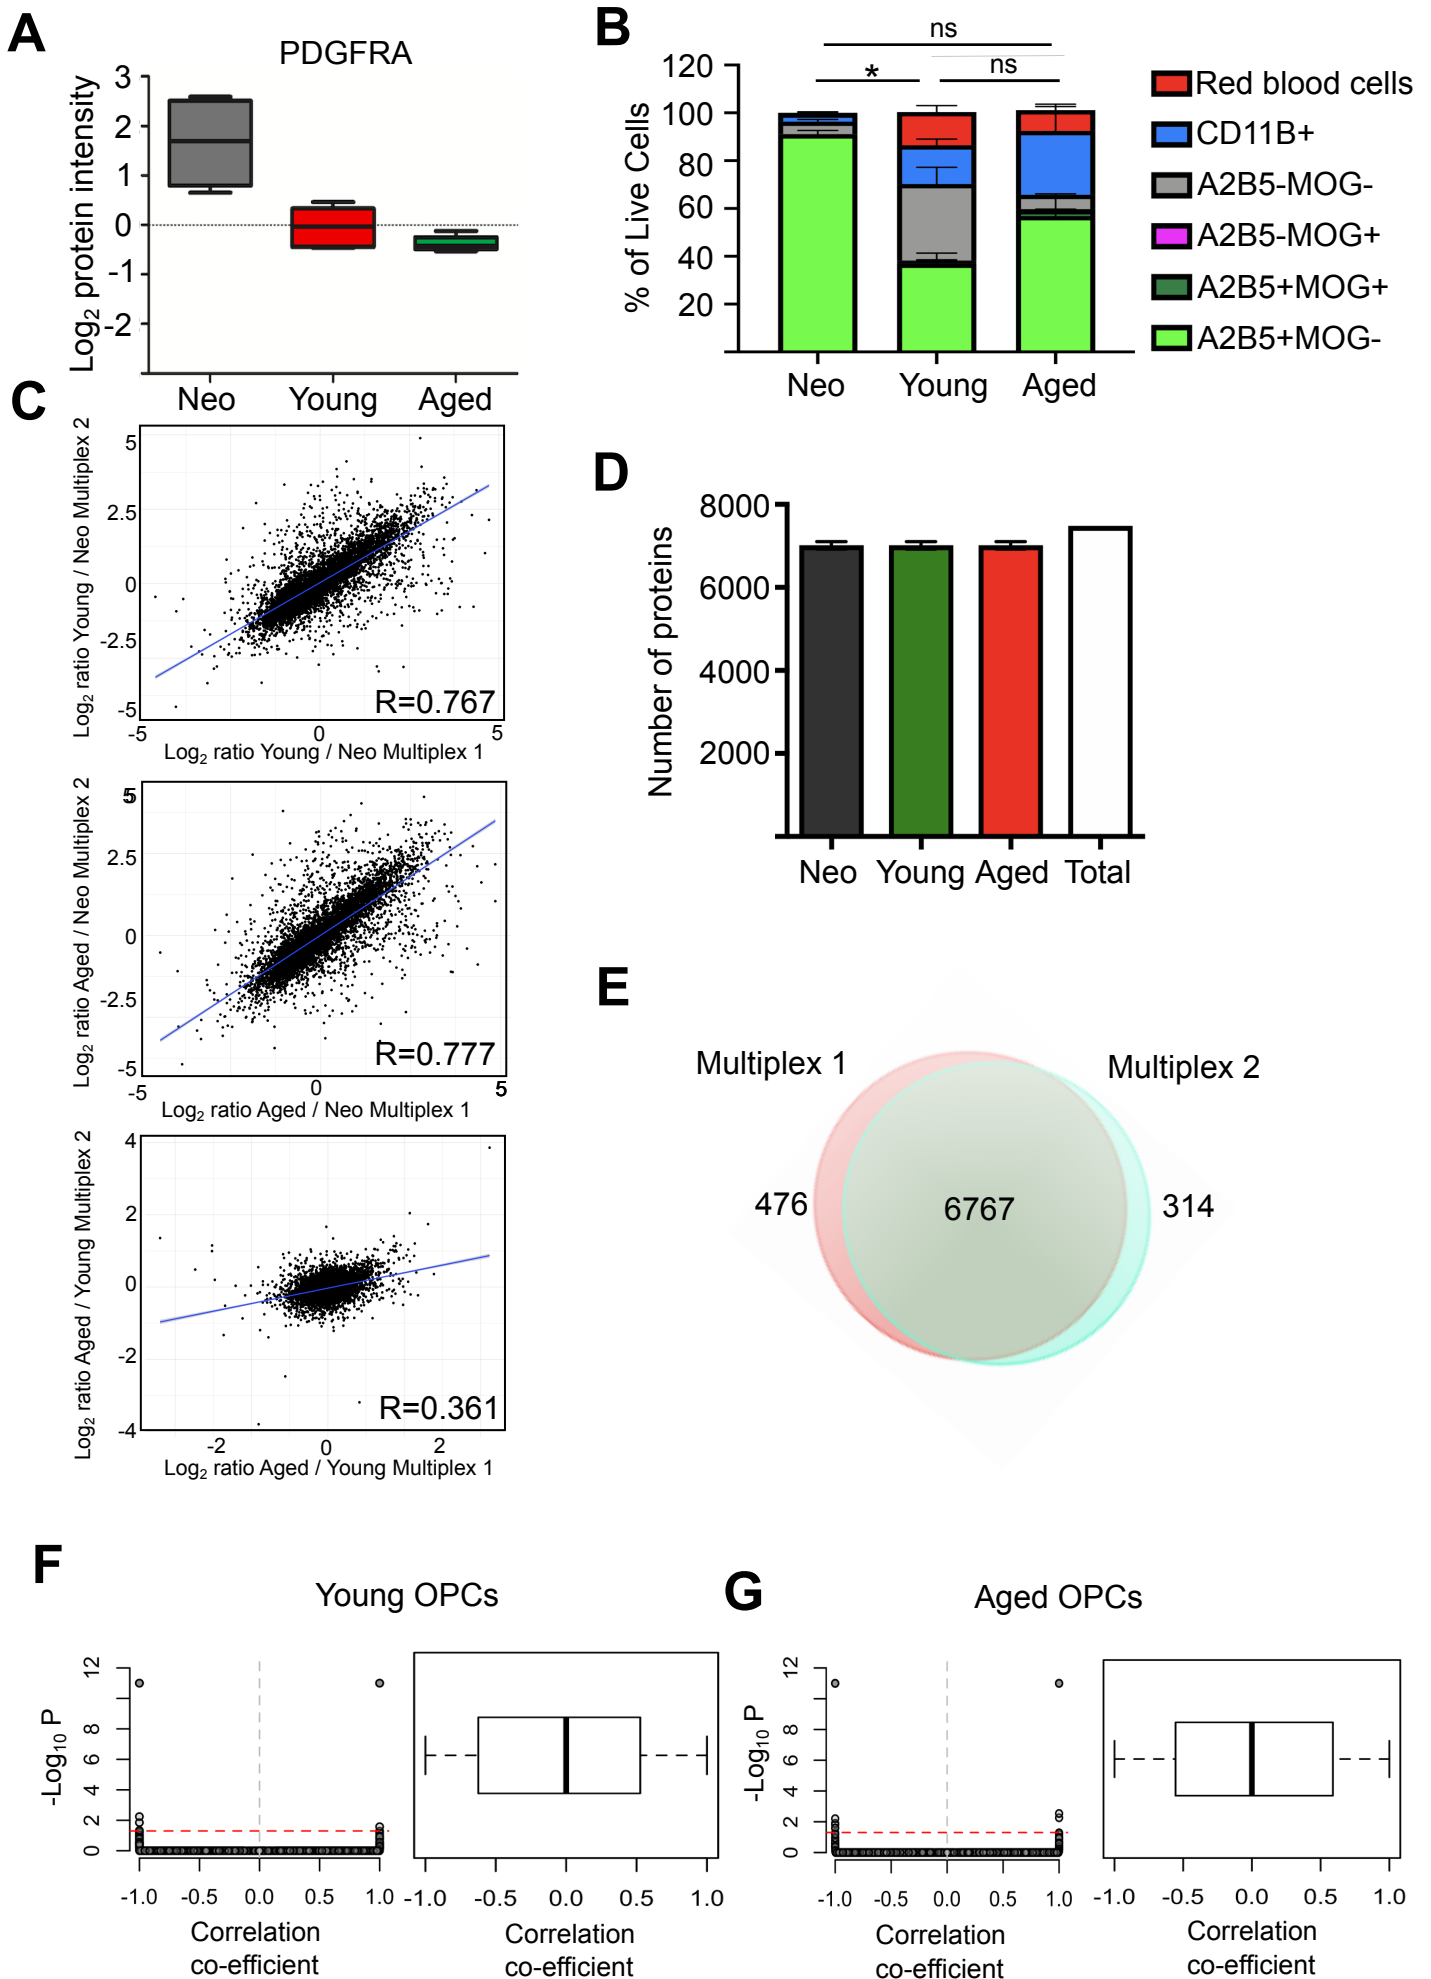 A
PDGFRA
Log2 protein intensity
3
2
1
0
-1
-2
Neo Young Aged
B
ns
* ns
% of Live Cells
120
100
80
60
40
20
Neo Young Aged
Red blood cells
CD11B+
A2B5-MOG-
A2B5-MOG+
A2B5+MOG+
A2B5+MOG-
C
Log2 ratio Young / Neo Multiplex 2
5
2.5
0
-2.5
-5
R=0.767
-5 0 5
Log2 ratio Young / Neo Multiplex 1
Log2 ratio Aged / Neo Multiplex 2
5
2.5
0
-2.5
-5
R=0.777
-5 0 5
Log2 ratio Aged / Neo Multiplex 1
Log2 ratio Aged / Young Multiplex 2
4
2
0
-2
-4
R=0.361
-2 0 2
Log2 ratio Aged / Young Multiplex 1
D
Number of proteins
8000
6000
4000
2000
Neo Young Aged Total
E
Multiplex 1
Multiplex 2
476 6767 314
F
Young OPCs
-Log10 P
12
8
6
4
2
0
-1.0 -0.5 0.0 0.5 1.0
Correlation
co-efficient
-1.0 -0.5 0.0 0.5 1.0
Correlation
co-efficient
G
Aged OPCs
-Log10 P
12
8
6
4
2
0
-1.0 -0.5 0.0 0.5 1.0
Correlation
co-efficient
-1.0 -0.5 0.0 0.5 1.0
Correlation
co-efficient